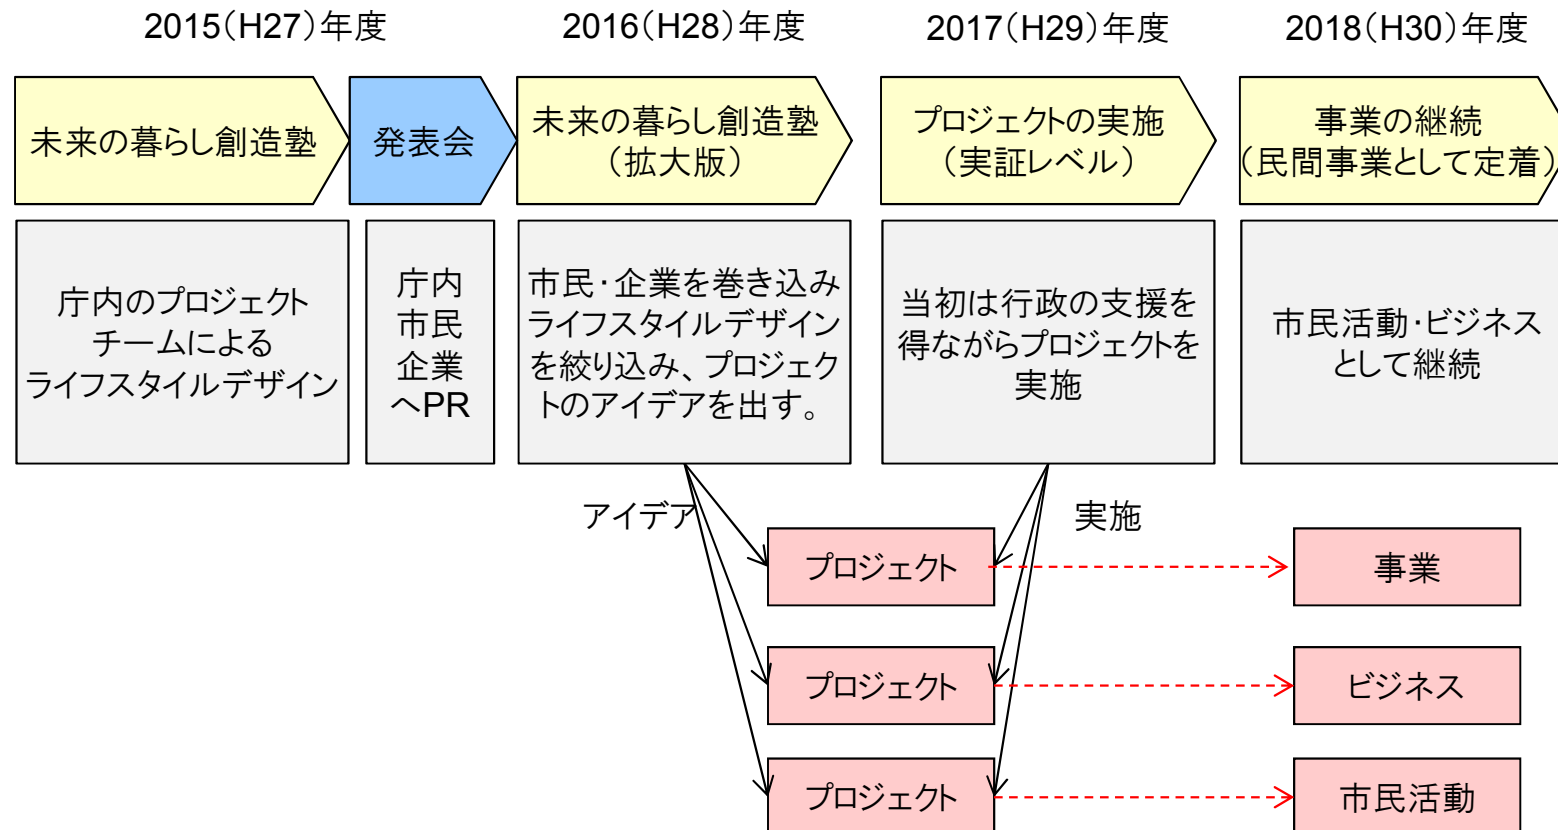 2015(H27)年度
2016(H28)年度
2017(H29)年度
2018(H30)年度
未来の暮らし創造塾
発表会
未来の暮らし創造塾
(拡大版)
プロジェクトの実施
(実証レベル)
事業の継続
(民間事業として定着)
庁内のプロジェクト
チームによる
ライフスタイルデザイン
庁内
市民
企業
へPR
市民・企業を巻き込み
ライフスタイルデザイン
を絞り込み、プロジェク
トのアイデアを出す。
当初は行政の支援を
得ながらプロジェクトを
実施
市民活動・ビジネス
として継続
アイデア
実施
プロジェクト
事業
プロジェクト
ビジネス
プロジェクト
市民活動